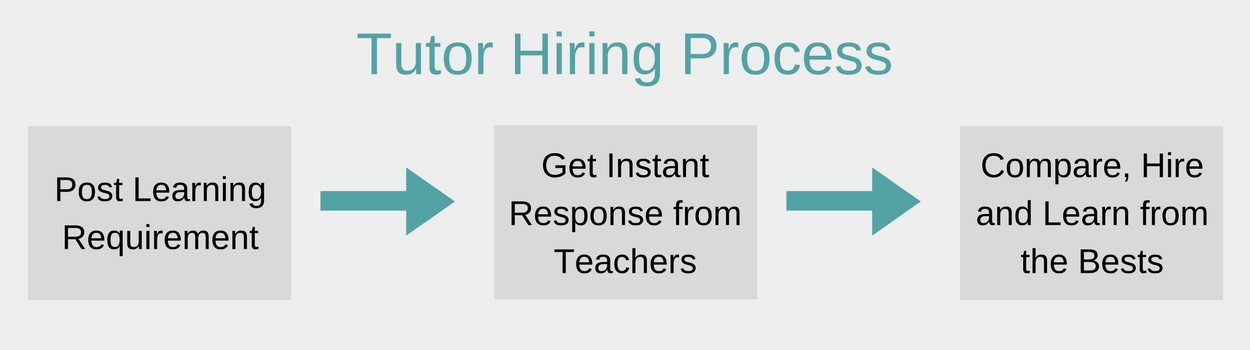 Tutor Hiring Process
Post Learning
Requirement
Get Instant
Response from
Teachers
Compare, Hire
and Learn from
the Bests